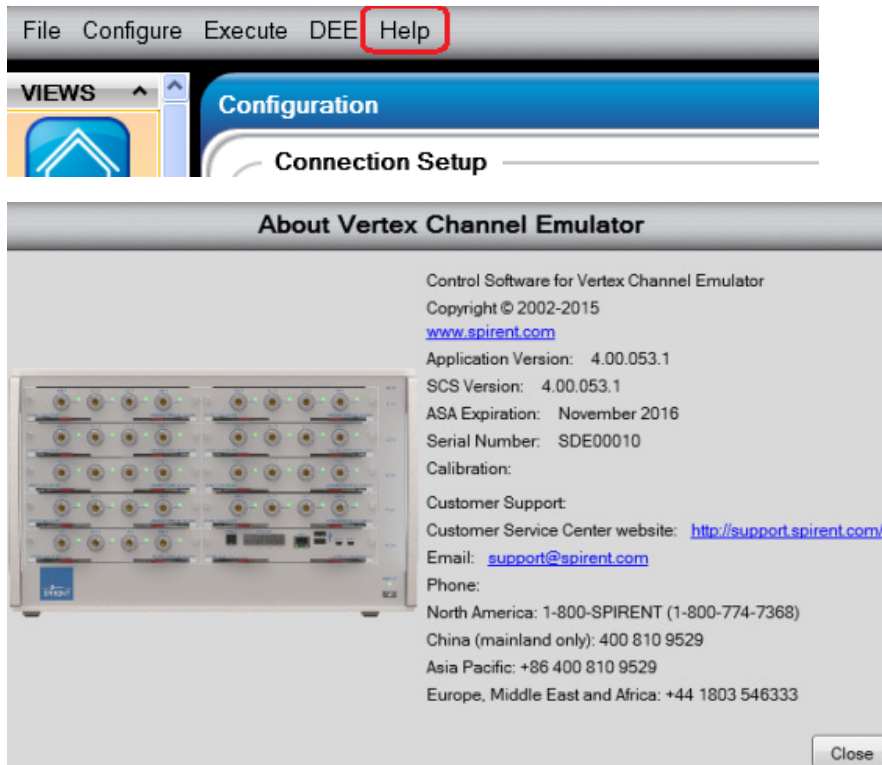 File Configure Execute DEE Help
VIEWS
Configuration
Connection Setup
About Vertex Channel Emulator
Control Software for Vertex Channel Emulator
Copyright © 2002-2015
www.spirent.com
Application Version: 4.00.053.1
SCS Version: 4.00.053.1
ASA Expiration: November 2016
Serial Number: SDE00010
Calibration:
Customer Support:
Customer Service Center website: http://support.spirent.com/
Email: support@spirent.com
Phone:
North America: 1-800-SPIRENT (1-800-774-7368)
China (mainland only): 400 810 9529
Asia Pacific: +86 400 810 9529
Europe, Middle East and Africa: +44 1803 546333
SPIRENT
Close